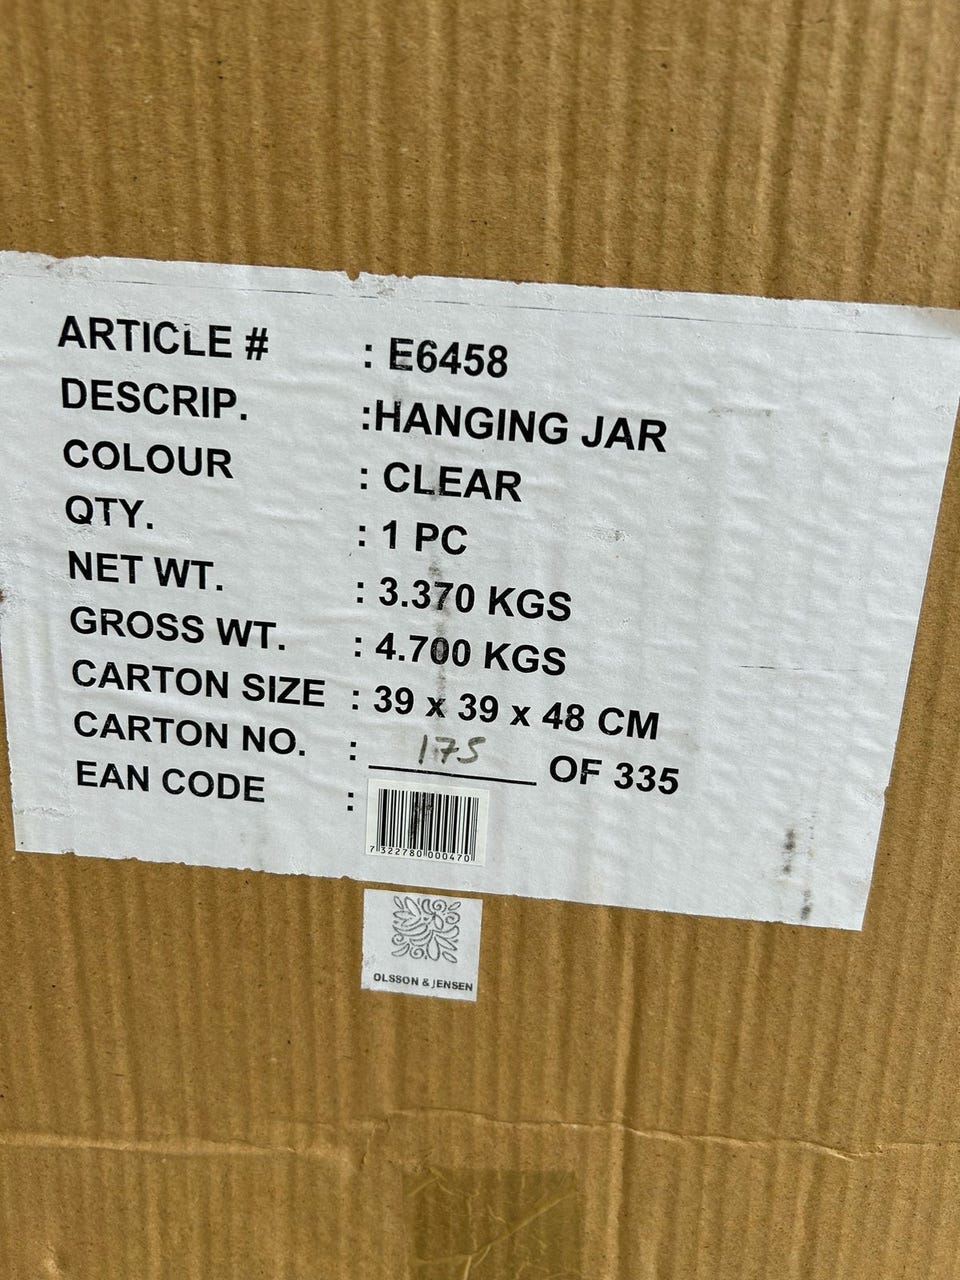 ARTICLE # : E6458
DESCRIP. :HANGING JAR
COLOUR : CLEAR
QTY. : 1 PC
NET WT. : 3.370 KGS
GROSS WT. : 4.700 KGS
CARTON SIZE : 39 x 39 x 48 CM
CARTON NO. : 175 OF 335
EAN CODE :
7 322780 000470
OLSSON & JENSEN